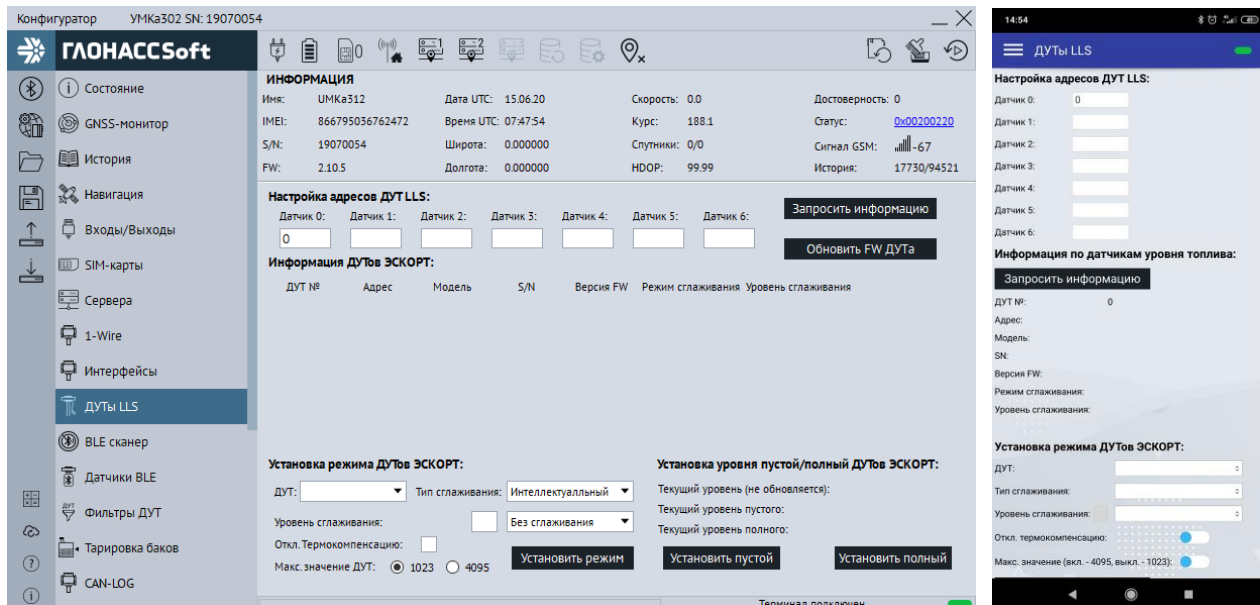 Конфигуратор УМКа302 SN: 19070054
ГЛОНАССSoft
Состояние
GNSS-монитор
История
Навигация
Входы/Выходы
SIM-карты
Сервера
1-Wire
Интерфейсы
ДУТы LLS
BLE сканер
Датчики BLE
Фильтры ДУТ
Тарировка баков
CAN-LOG
0
1 2 3
ИНФОРМАЦИЯ
Имя: UMKa312 Дата UTC: 15.06.20 Скорость: 0.0 Достоверность: 0
IMEI: 866795036762472 Время UTC: 07:47:54 Курс: 188.1 Статус: 0x00200220
S/N: 19070054 Широта: 0.000000 Спутники: 0/0 Сигнал GSM: -67
FW: 2.10.5 Долгота: 0.000000 HDOP: 99.99 История: 17730/94521
Настройка адресов ДУТ LLS:
Датчик 0: Датчик 1: Датчик 2: Датчик 3: Датчик 4: Датчик 5: Датчик 6: Запросить информацию
0
Обновить FW ДУТа
Информация ДУТов ЭСКОРТ:
ДУТ № Адрес Модель S/N Версия FW Режим сглаживания Уровень сглаживания
Установка режима ДУТов ЭСКОРТ:
ДУТ: Тип сглаживания: Интеллектуалльный
Уровень сглаживания: Без сглаживания
Откл. Термокомпенсацию:
Макс. значение ДУТ: 1023 4095 Установить режим
Установка уровня пустой/полный ДУТов ЭСКОРТ:
Текущий уровень (не обновляется):
Текущий уровень пустого:
Текущий уровень полного:
Установить пустой Установить полный
Терминал подключен
14:54
ДУТы LLS
Настройка адресов ДУТ LLS:
Датчик 0: 0
Датчик 1:
Датчик 2:
Датчик 3:
Датчик 4:
Датчик 5:
Датчик 6:
Информация по датчикам уровня топлива:
Запросить информацию
ДУТ №: 0
Адрес:
Модель:
SN:
Версия FW:
Режим сглаживания:
Уровень сглаживания:
Установка режима ДУТов ЭСКОРТ:
ДУТ:
Тип сглаживания:
Уровень сглаживания:
Откл. термокомпенсацию:
Макс. значение (вкл. - 4095, выкл. - 1023):